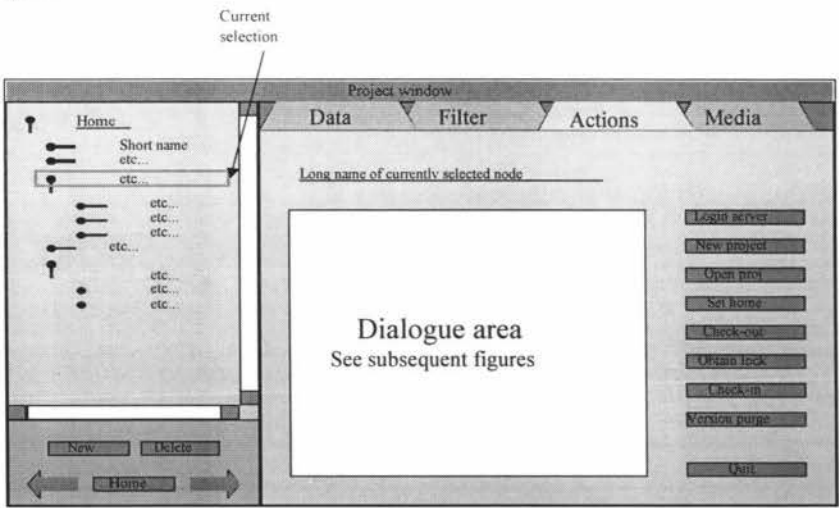 Current
selection
Project window
Home
Short name
etc...
etc...
etc...
etc...
etc...
etc...
etc...
etc...
etc...
New
Delete
Home
Data
Filter
Actions
Media
Long name of currently selected node
Dialogue area
See subsequent figures
Login server
New project
Open proj
Set home
Check-out
Obtain lock
Check-in
Version purge
Quit